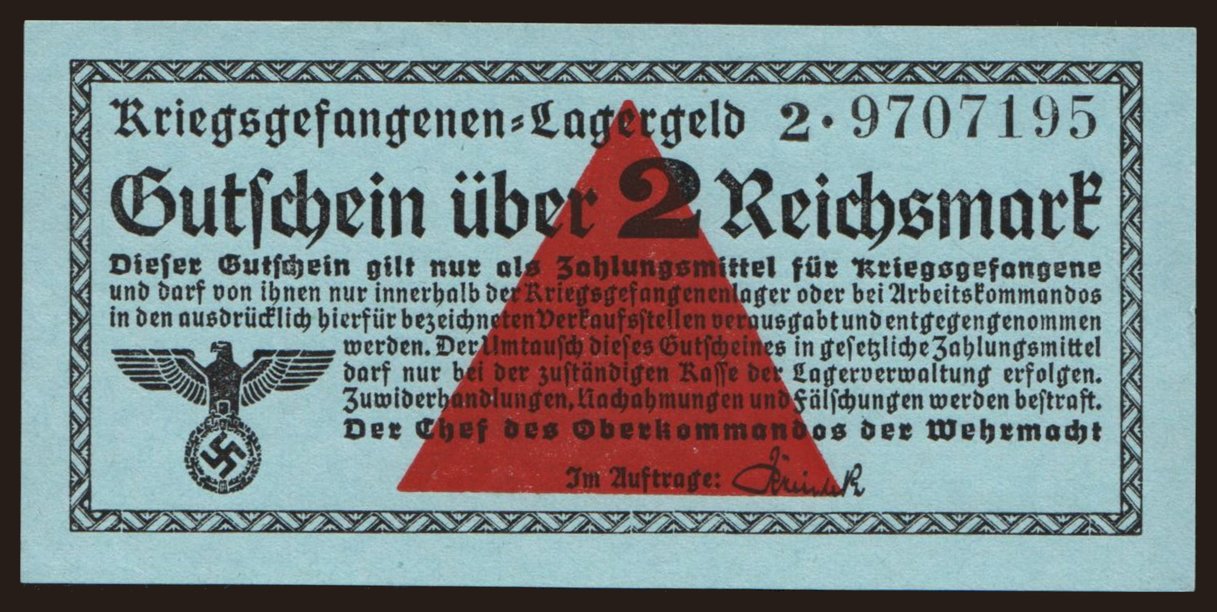 Kriegsgefangenen-Lagergeld 2·9707195
Gutschein über 2 Reichsmark
Dieser Gutschein gilt nur als Zahlungsmittel für Kriegsgefangene
und darf von ihnen nur innerhalb der Kriegsgefangenenlager oder bei Arbeitskommandos
in den ausdrücklich hierfür bezeichneten Verkaufsstellen verausgabt und entgegengenommen
werden. Der Umtausch dieses Gutscheines in gesetzliche Zahlungsmittel
darf nur bei der zuständigen Kasse der Lagerverwaltung erfolgen.
Zuwiderhandlungen, Nachahmungen und Fälschungen werden bestraft.
Der Chef des Oberkommandos der Wehrmacht
Im Auftrage: